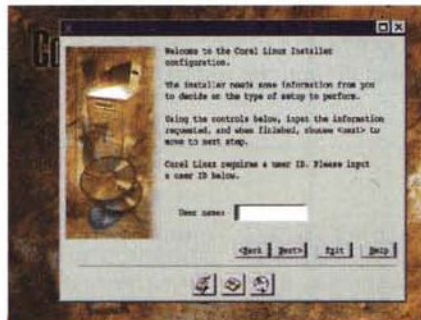 Co
Welcome to the Corel Linux Installer
configuration.
The installer needs some information from you
to decide on the type of setup to perform.
Using the controls below, input the information
requested, and when finished, choose <next> to
move to next step.
Corel Linux requires a user ID. Please input
a user ID below.
User name:
<Back Next> Exit Help